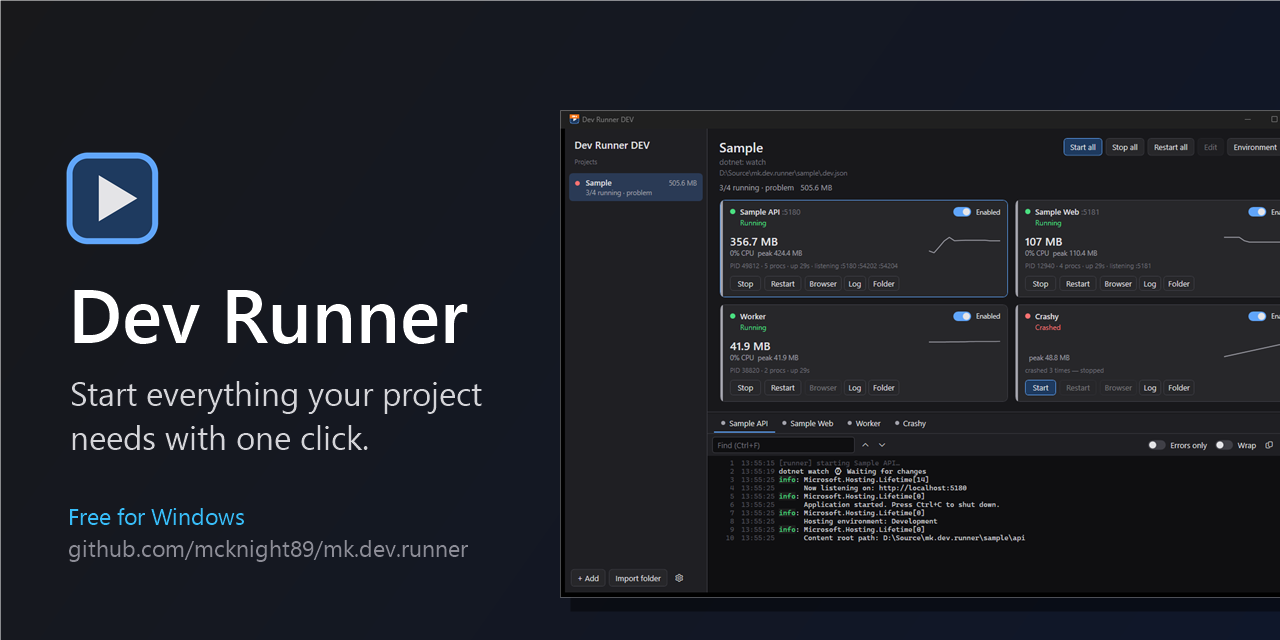 Dev Runner
Start everything your project
needs with one click.
Free for Windows
github.com/mcknight89/mk.dev.runner
Dev Runner DEV
Dev Runner DEV
Projects
Sample 505.6 MB
3/4 running · problem
+ Add Import folder
Sample
dotnet: watch
D:\Source\mk.dev.runner\sample\.dev.json
3/4 running · problem 505.6 MB
Start all Stop all Restart all Edit Environment
Sample API :5180 Enabled
Running
356.7 MB
0% CPU peak 424.4 MB
PID 49812 · 5 procs · up 29s · listening :5180 :54202 :54204
Stop Restart Browser Log Folder
Sample Web :5181 Ena
Running
107 MB
0% CPU peak 110.4 MB
PID 12940 · 4 procs · up 29s · listening :5181
Stop Restart Browser Log Folder
Worker Enabled
Running
41.9 MB
0% CPU peak 41.9 MB
PID 38820 · 2 procs · up 29s
Stop Restart Browser Log Folder
Crashy Ena
Crashed
peak 48.8 MB
crashed 3 times — stopped
Start Restart Browser Log Folder
Sample API Sample Web Worker Crashy
Find (Ctrl+F) Errors only Wrap
1 13:55:15 [runner] starting Sample API…
2 13:55:19 dotnet watch ⌚ Waiting for changes
3 13:55:25 info: Microsoft.Hosting.Lifetime[14]
4 13:55:25 Now listening on: http://localhost:5180
5 13:55:25 info: Microsoft.Hosting.Lifetime[0]
6 13:55:25 Application started. Press Ctrl+C to shut down.
7 13:55:25 info: Microsoft.Hosting.Lifetime[0]
8 13:55:25 Hosting environment: Development
9 13:55:25 info: Microsoft.Hosting.Lifetime[0]
10 13:55:25 Content root path: D:\Source\mk.dev.runner\sample\api